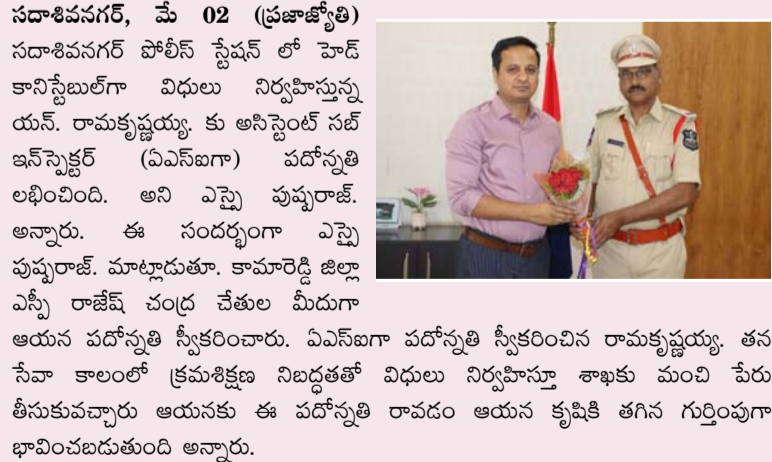 సదాశివనగర్, మే 02 (ప్రజాజ్యోతి)
సదాశివనగర్ పోలీస్ స్టేషన్ లో హెడ్
కానిస్టేబుల్‌గా విధులు నిర్వహిస్తున్న
యన్. రామకృష్ణయ్య. కు అసిస్టెంట్ సబ్
ఇన్‌స్పెక్టర్ (ఏఎస్ఐగా) పదోన్నతి
లభించింది. అని ఎస్సై పుష్పరాజ్.
అన్నారు. ఈ సందర్భంగా ఎస్సై
పుష్పరాజ్. మాట్లాడుతూ. కామారెడ్డి జిల్లా
ఎస్పీ రాజేష్ చంద్ర చేతుల మీదుగా
ఆయన పదోన్నతి స్వీకరించారు. ఏఎస్ఐగా పదోన్నతి స్వీకరించిన రామకృష్ణయ్య. తన
సేవా కాలంలో క్రమశిక్షణ నిబద్ధతతో విధులు నిర్వహిస్తూ శాఖకు మంచి పేరు
తీసుకువచ్చారు ఆయనకు ఈ పదోన్నతి రావడం ఆయన కృషికి తగిన గుర్తింపుగా
భావించబడుతుంది అన్నారు.